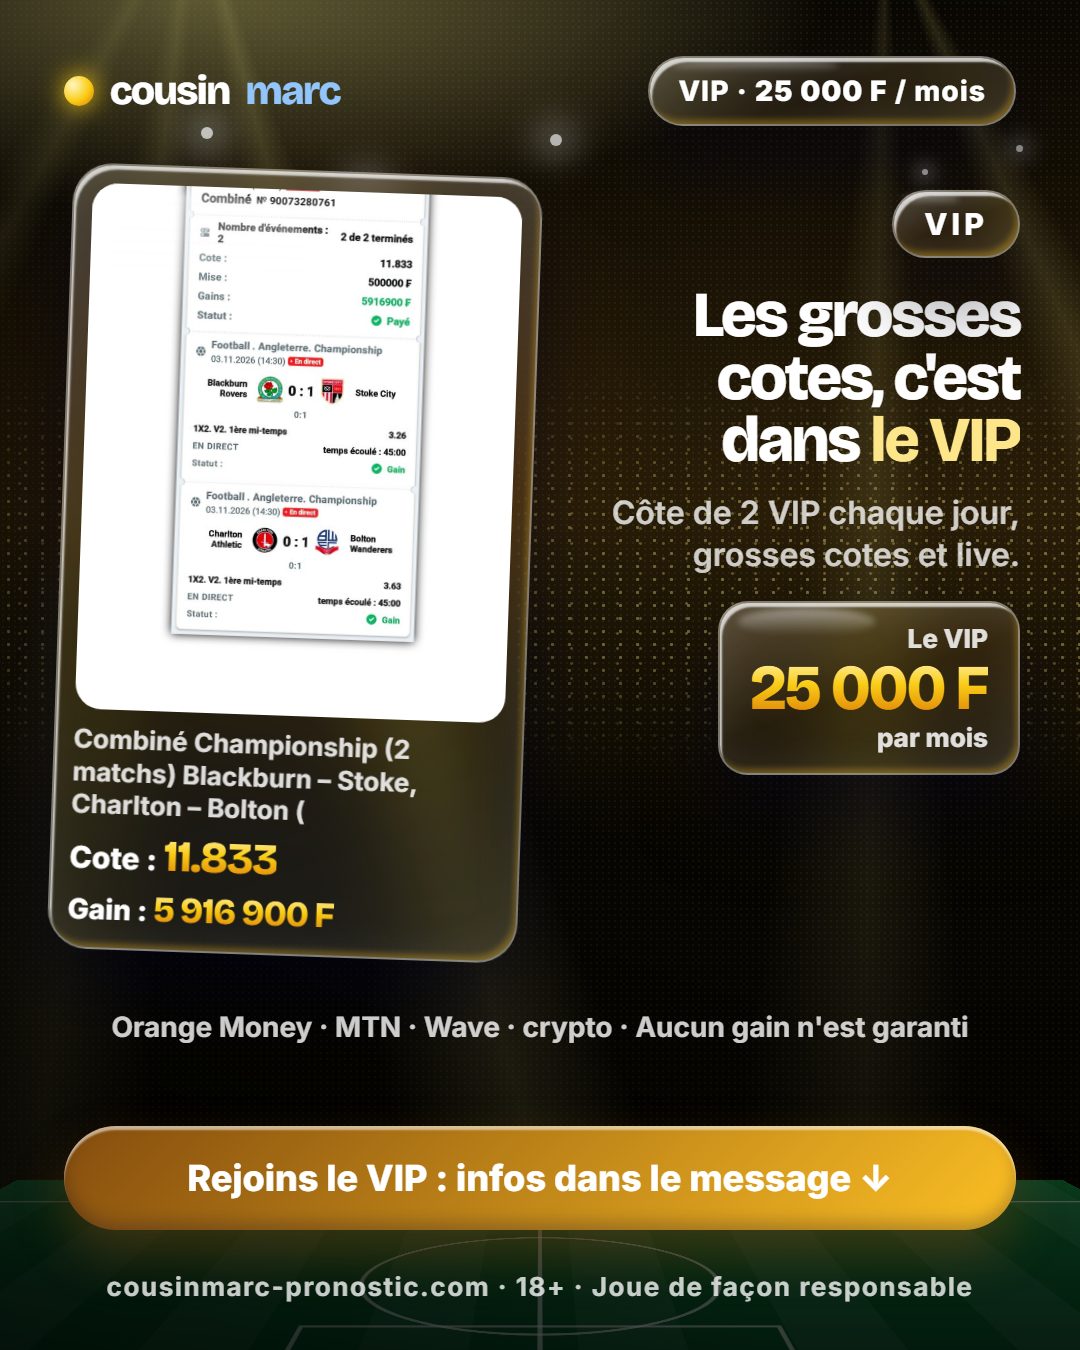 cousin marc
VIP · 25 000 F / mois
Combiné Nº 90073280761
Nombre d'événements : 2
2 de 2 terminés
Cote : 11.833
Mise : 500000 F
Gains : 5916900 F
Statut : Payé
Football . Angleterre. Championship
03.11.2026 (14:30) • En direct
Blackburn Rovers 0 : 1 Stoke City
0:1
1X2. V2. 1ère mi-temps 3.26
EN DIRECT temps écoulé : 45:00
Statut : Gain
Football . Angleterre. Championship
03.11.2026 (14:30) • En direct
Charlton Athletic 0 : 1 Bolton Wanderers
0:1
1X2. V2. 1ère mi-temps 3.63
EN DIRECT temps écoulé : 45:00
Statut : Gain
Combiné Championship (2
matchs) Blackburn – Stoke,
Charlton – Bolton (
Cote : 11.833
Gain : 5 916 900 F
VIP
Les grosses
cotes, c'est
dans le VIP
Côte de 2 VIP chaque jour,
grosses cotes et live.
Le VIP
25 000 F
par mois
Orange Money · MTN · Wave · crypto · Aucun gain n'est garanti
Rejoins le VIP : infos dans le message ↓
cousinmarc-pronostic.com · 18+ · Joue de façon responsable